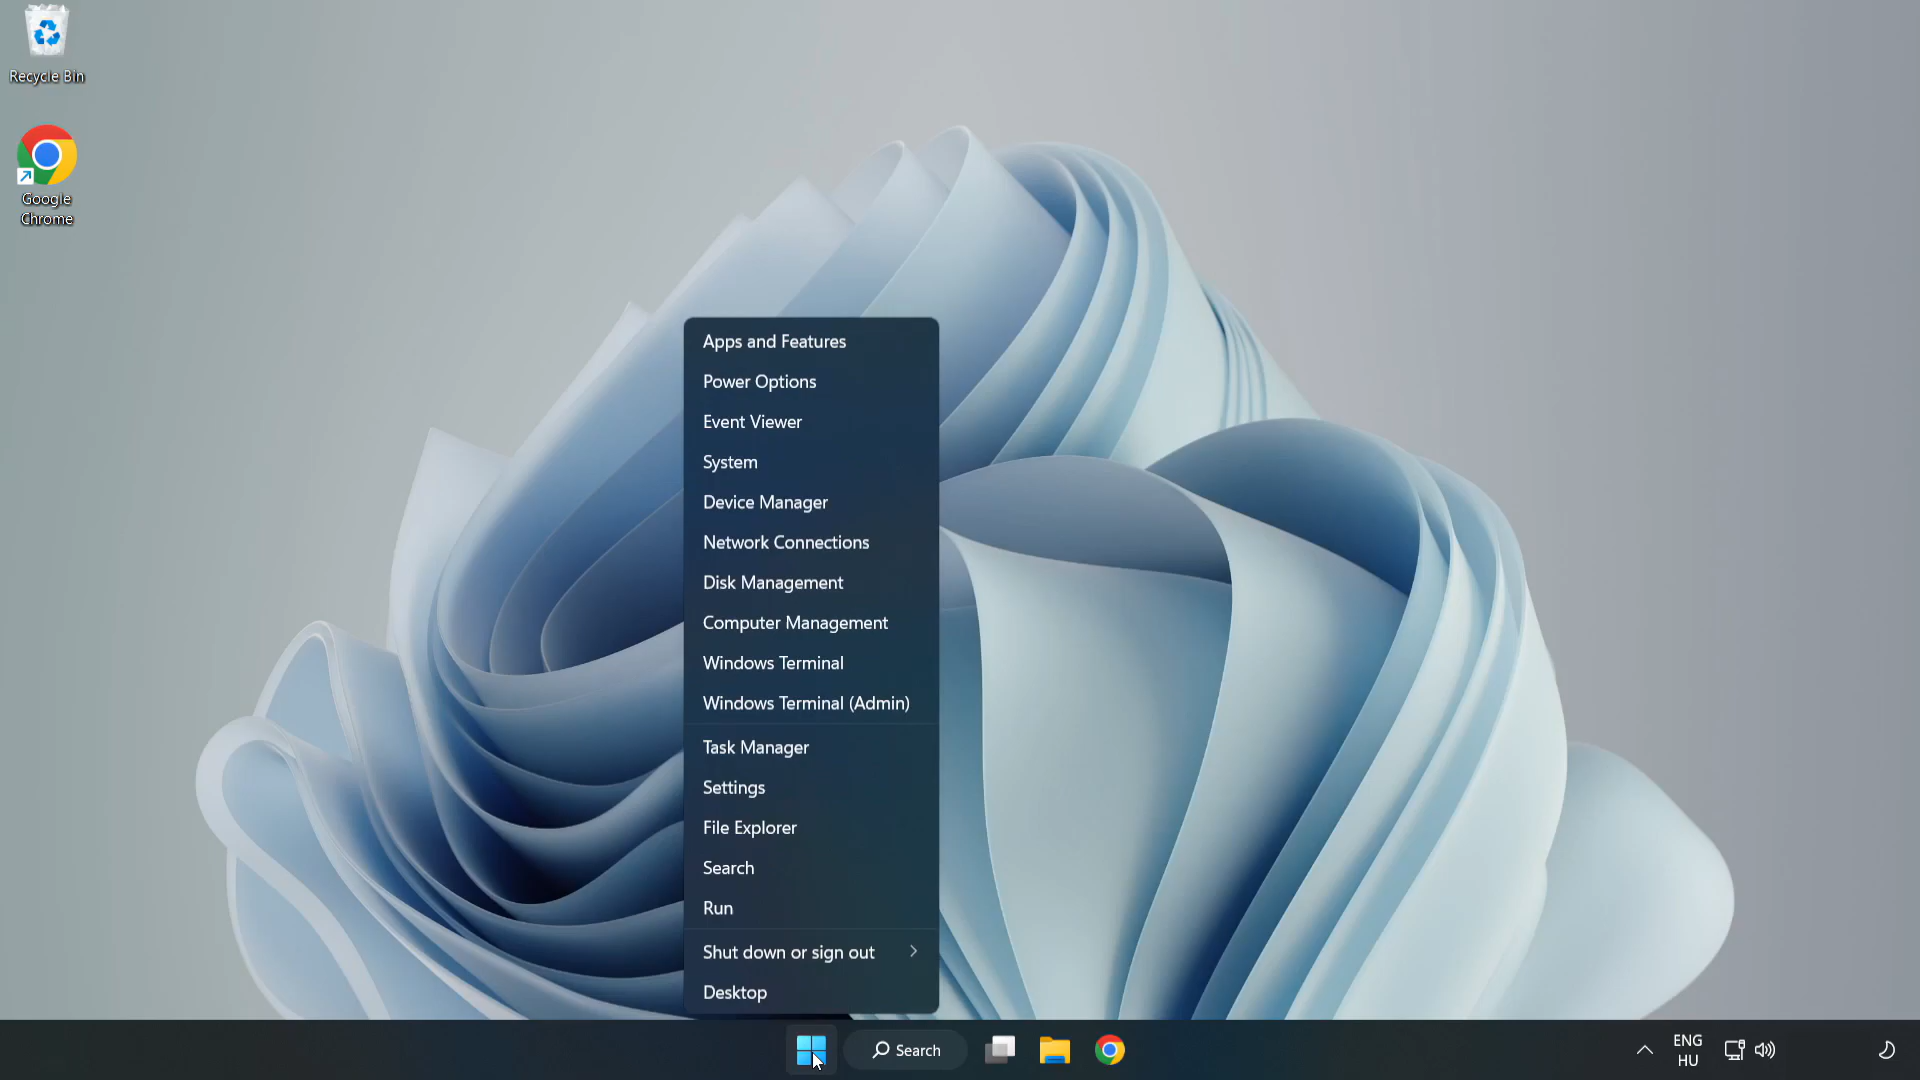 Recycle Bin
Google
Chrome
Apps and Features
Power Options
Event Viewer
System
Device Manager
Network Connections
Disk Management
Computer Management
Windows Terminal
Windows Terminal (Admin)
Task Manager
Settings
File Explorer
Search
Run
Shut down or sign out
Desktop
Search
ENG
HU